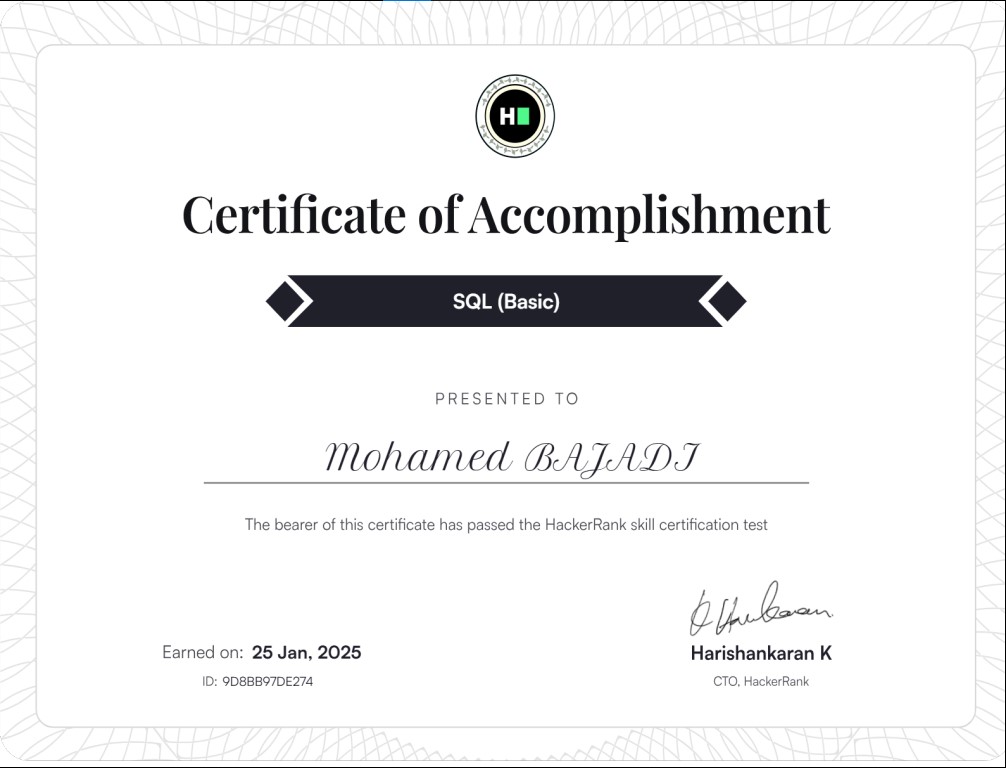 H
Certificate of Accomplishment
SQL (Basic)
PRESENTED TO
Mohamed BAJADI
The bearer of this certificate has passed the HackerRank skill certification test
Earned on: 25 Jan, 2025
ID: 9D8BB97DE274
Harishankaran K
CTO, HackerRank